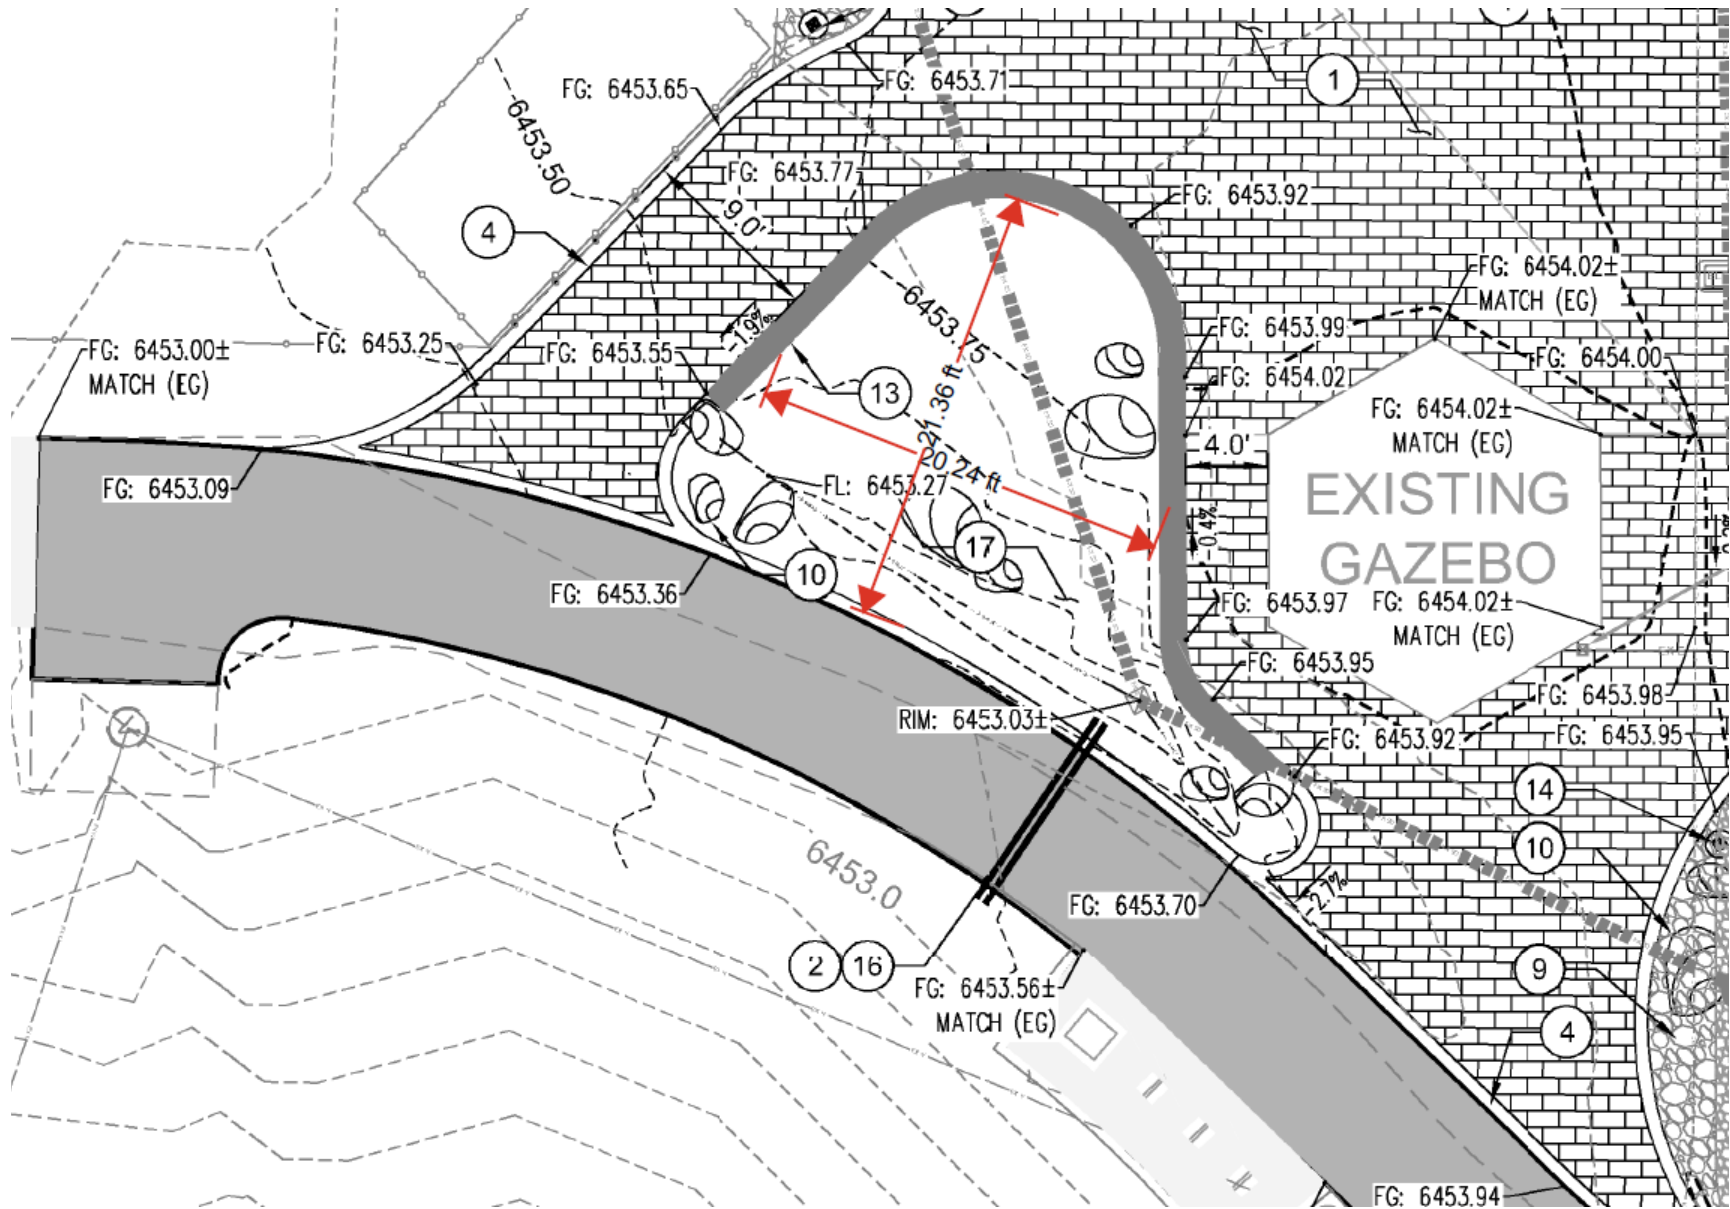 FG: 6453.71
1
FG: 6453.65
6453.50
FG: 6453.77
9.0'
FG: 6453.92
4
FG: 6454.02±
MATCH (EG)
-1.9%
6453.75
FG: 6453.99
FG: 6453.00±
MATCH (EG)
FG: 6453.25
FG: 6453.55
FG: 6454.00
FG: 6454.02
13
21.36 ft
FG: 6454.02±
MATCH (EG)
4.0'
20.24 ft
FG: 6453.09
FL: 6453.27
EXISTING
GAZEBO
-0.4%
17
10
FG: 6453.36
FG: 6453.97
FG: 6454.02±
MATCH (EG)
FG: 6453.95
FG: 6453.98
RIM: 6453.03±
FG: 6453.92
FG: 6453.95
14
10
6453.0
FG: 6453.70
-2.7%
2
16
9
FG: 6453.56±
MATCH (EG)
4
FG: 6453.94